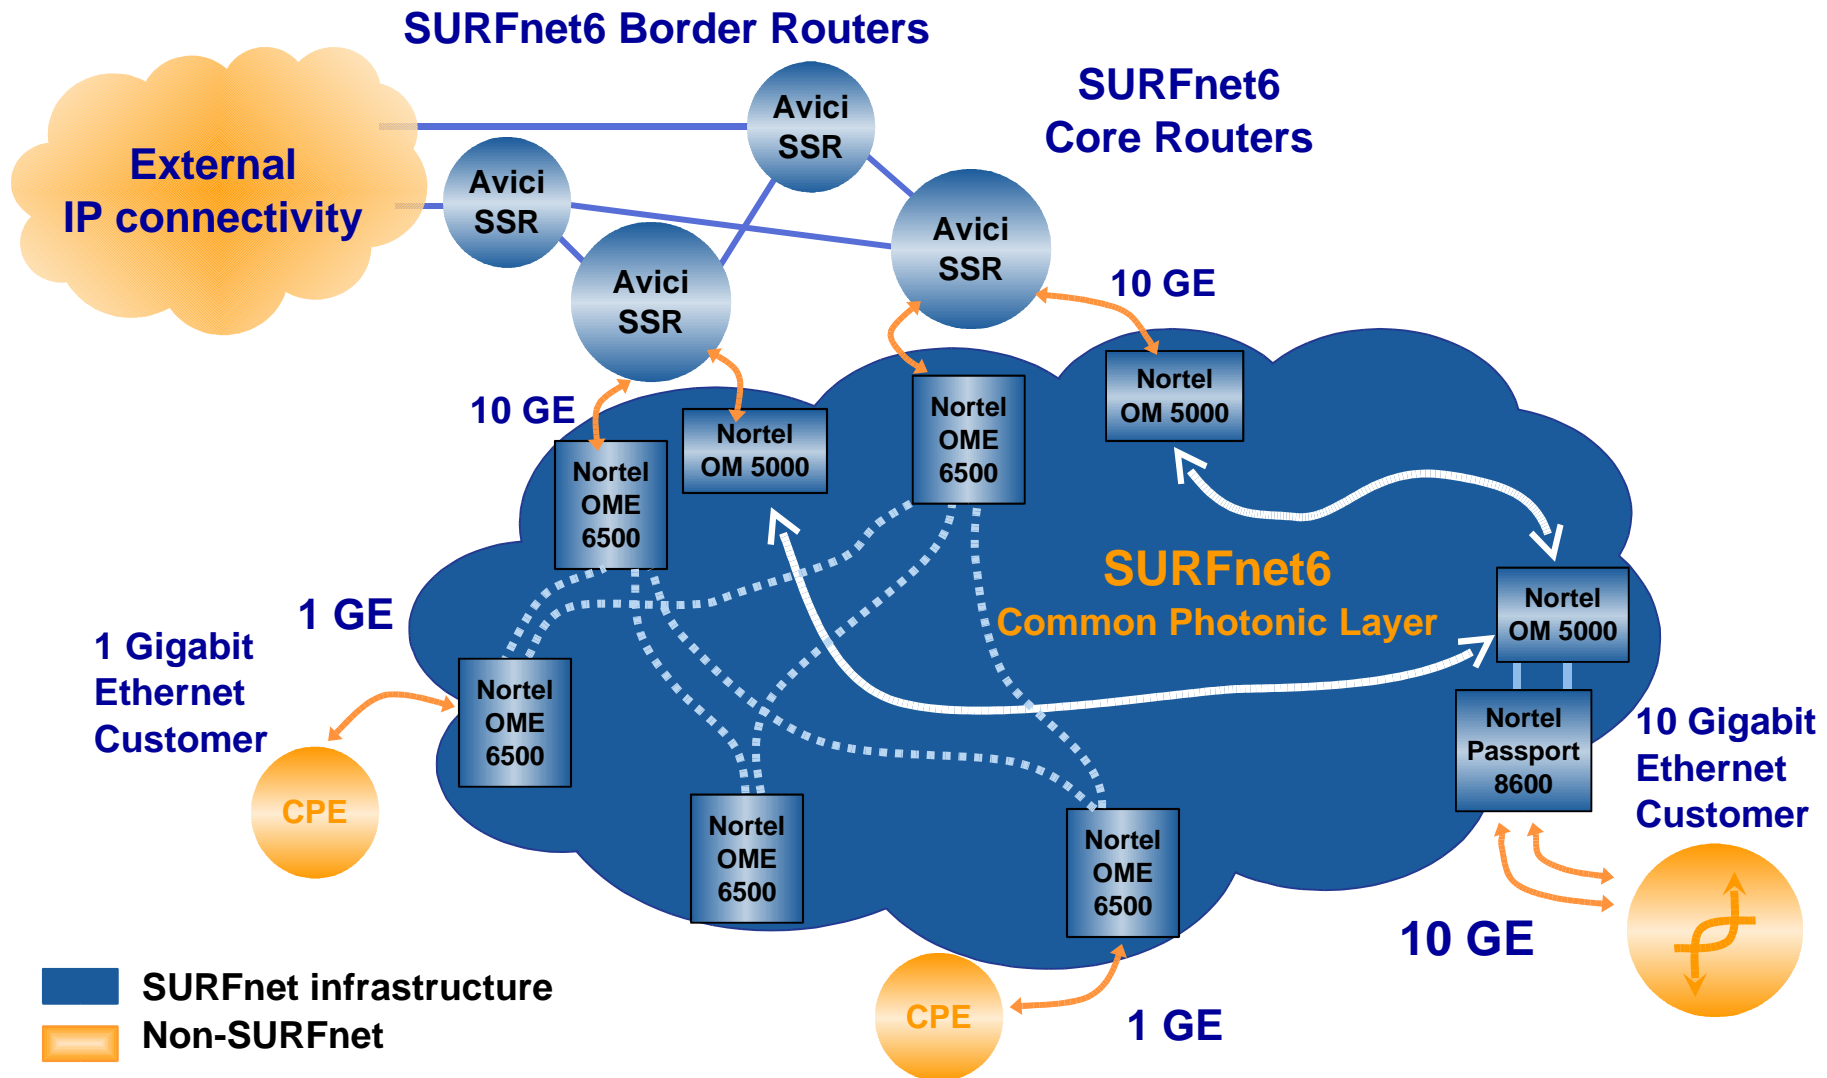 SURFnet6 Border Routers
SURFnet6
Core Routers
External
IP connectivity
Avici
SSR
Avici
SSR
Avici
SSR
Avici
SSR
10 GE
10 GE
Nortel
OME
6500
Nortel
OM 5000
Nortel
OME
6500
Nortel
OM 5000
SURFnet6
Common Photonic Layer
Nortel
OM 5000
1 GE
1 Gigabit
Ethernet
Customer
CPE
Nortel
OME
6500
Nortel
OME
6500
Nortel
OME
6500
Nortel
Passport
8600
10 Gigabit
Ethernet
Customer
10 GE
CPE
1 GE
SURFnet infrastructure
Non-SURFnet